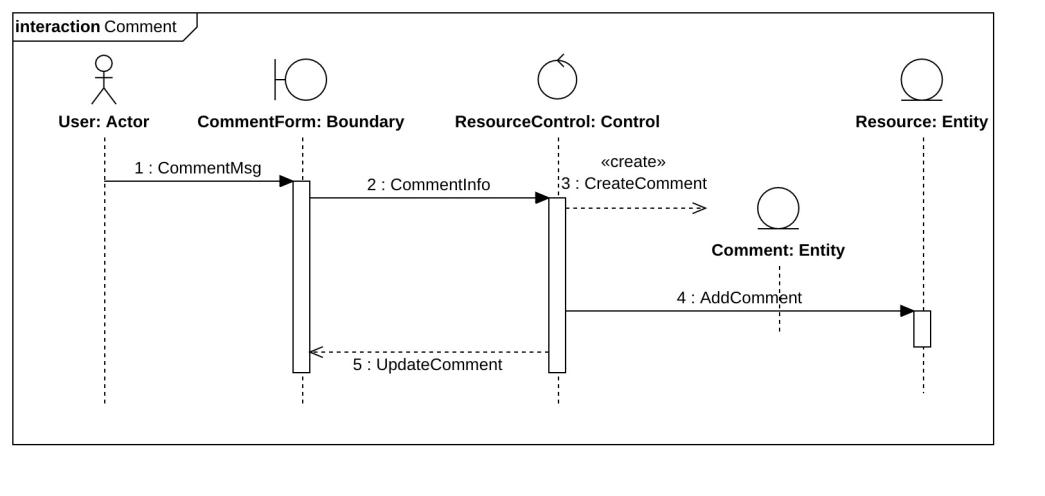 interaction Comment
User: Actor
CommentForm: Boundary
ResourceControl: Control
Resource: Entity
1 : CommentMsg
2 : CommentInfo
«create»
3 : CreateComment
Comment: Entity
4 : AddComment
5 : UpdateComment